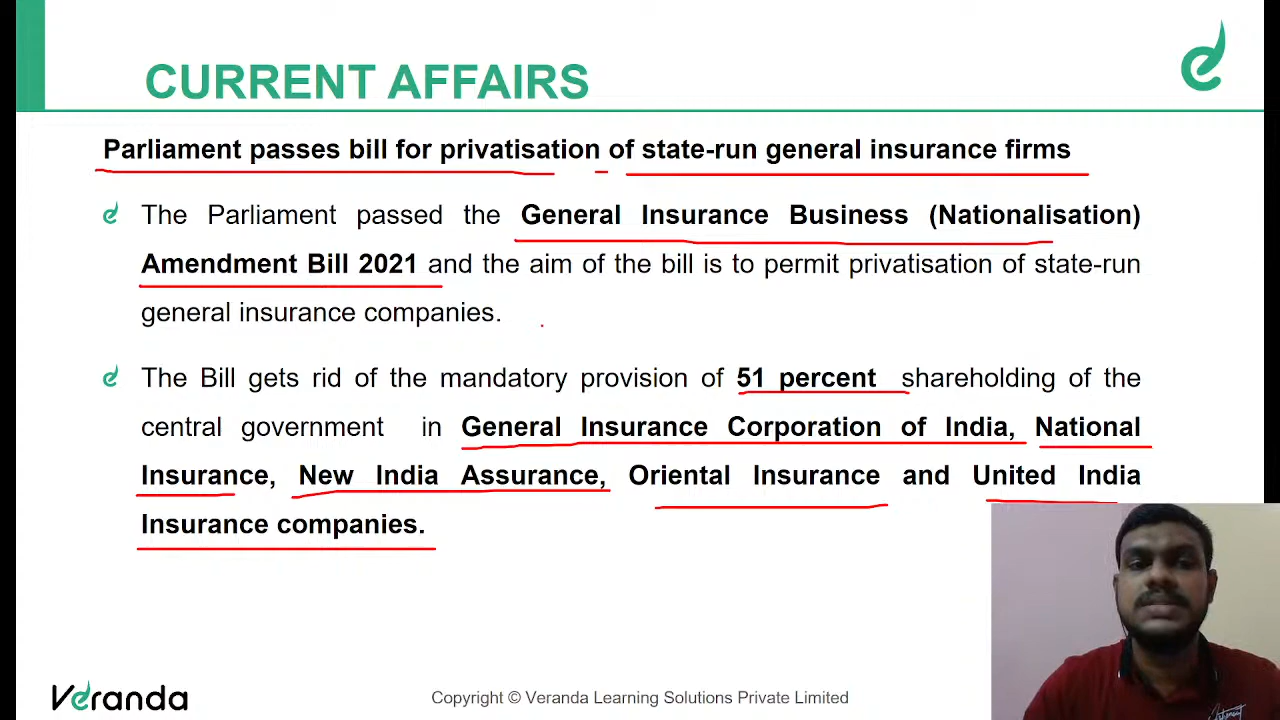 CURRENT AFFAIRS
Parliament passes bill for privatisation of state-run general insurance firms
The Parliament passed the General Insurance Business (Nationalisation)
Amendment Bill 2021 and the aim of the bill is to permit privatisation of state-run
general insurance companies.
The Bill gets rid of the mandatory provision of 51 percent shareholding of the
central government in General Insurance Corporation of India, National
Insurance, New India Assurance, Oriental Insurance and United India
Insurance companies.
Veranda
Copyright © Veranda Learning Solutions Private Limited